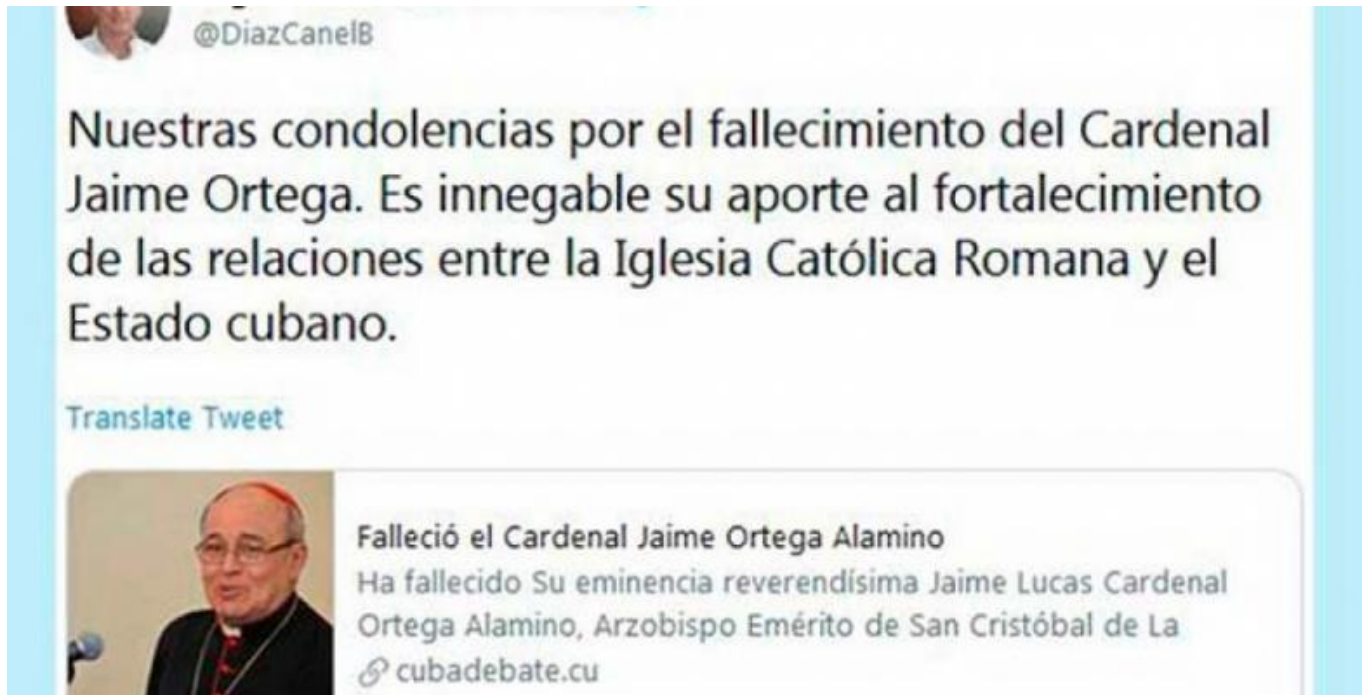 @DiazCanelB
Nuestras condolencias por el fallecimiento del Cardenal
Jaime Ortega. Es innegable su aporte al fortalecimiento
de las relaciones entre la Iglesia Católica Romana y el
Estado cubano.
Translate Tweet
Falleció el Cardenal Jaime Ortega Alamino
Ha fallecido Su eminencia reverendísima Jaime Lucas Cardenal
Ortega Alamino, Arzobispo Emérito de San Cristóbal de La
cubadebate.cu